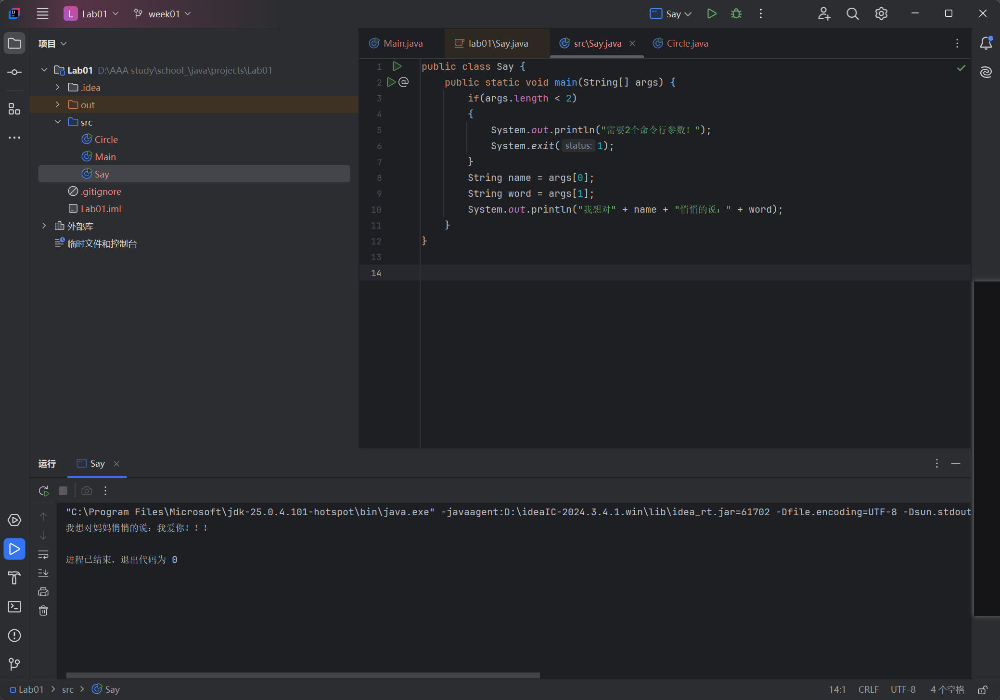 L Lab01 week01 Say
项目
Main.java lab01\Say.java src\Say.java Circle.java
Lab01 D:\AAA study\school_\java\projects\Lab01
.idea
out
src
Circle
Main
Say
.gitignore
Lab01.iml
外部库
临时文件和控制台
1 public class Say {
2 public static void main(String[] args) {
3 if(args.length < 2)
4 {
5 System.out.println("需要2个命令行参数！");
6 System.exit( status: 1);
7 }
8 String name = args[0];
9 String word = args[1];
10 System.out.println("我想对" + name + "悄悄的说：" + word);
11 }
12 }
13
14
运行 Say
"C:\Program Files\Microsoft\jdk-25.0.4.101-hotspot\bin\java.exe" -javaagent:D:\ideaIC-2024.3.4.1.win\lib\idea_rt.jar=61702 -Dfile.encoding=UTF-8 -Dsun.stdout
我想对妈妈悄悄的说：我爱你！！！
进程已结束，退出代码为 0
Lab01 src Say 14:1 CRLF UTF-8 4 个空格